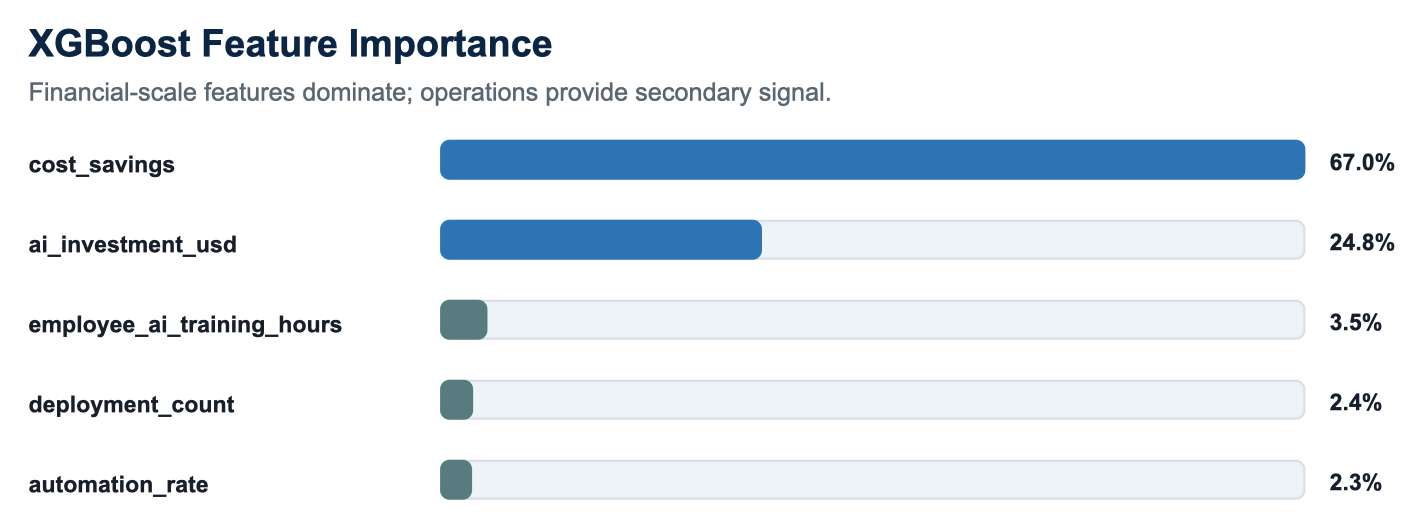 XGBoost Feature Importance
Financial-scale features dominate; operations provide secondary signal.
cost_savings 67.0%
ai_investment_usd 24.8%
employee_ai_training_hours 3.5%
deployment_count 2.4%
automation_rate 2.3%